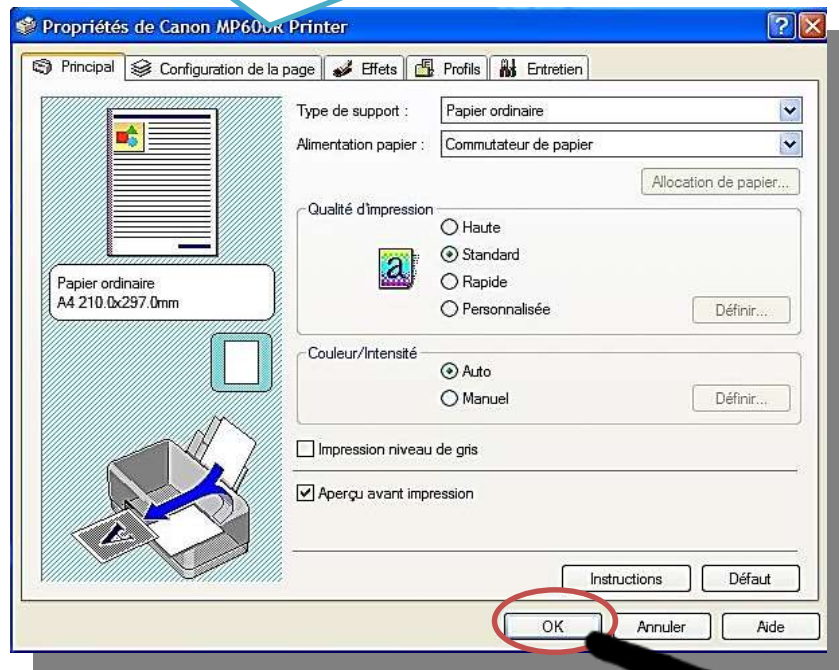 Propriétés de Canon MP600R Printer
Principal Configuration de la page Effets Profils Entretien
Type de support : Papier ordinaire
Alimentation papier : Commutateur de papier
Allocation de papier...
Qualité d'impression
Haute
Standard
Rapide
Personnalisée Définir...
Papier ordinaire
A4 210.0x297.0mm
Couleur/Intensité
Auto
Manuel Définir...
Impression niveau de gris
Aperçu avant impression
Instructions Défaut
OK Annuler Aide